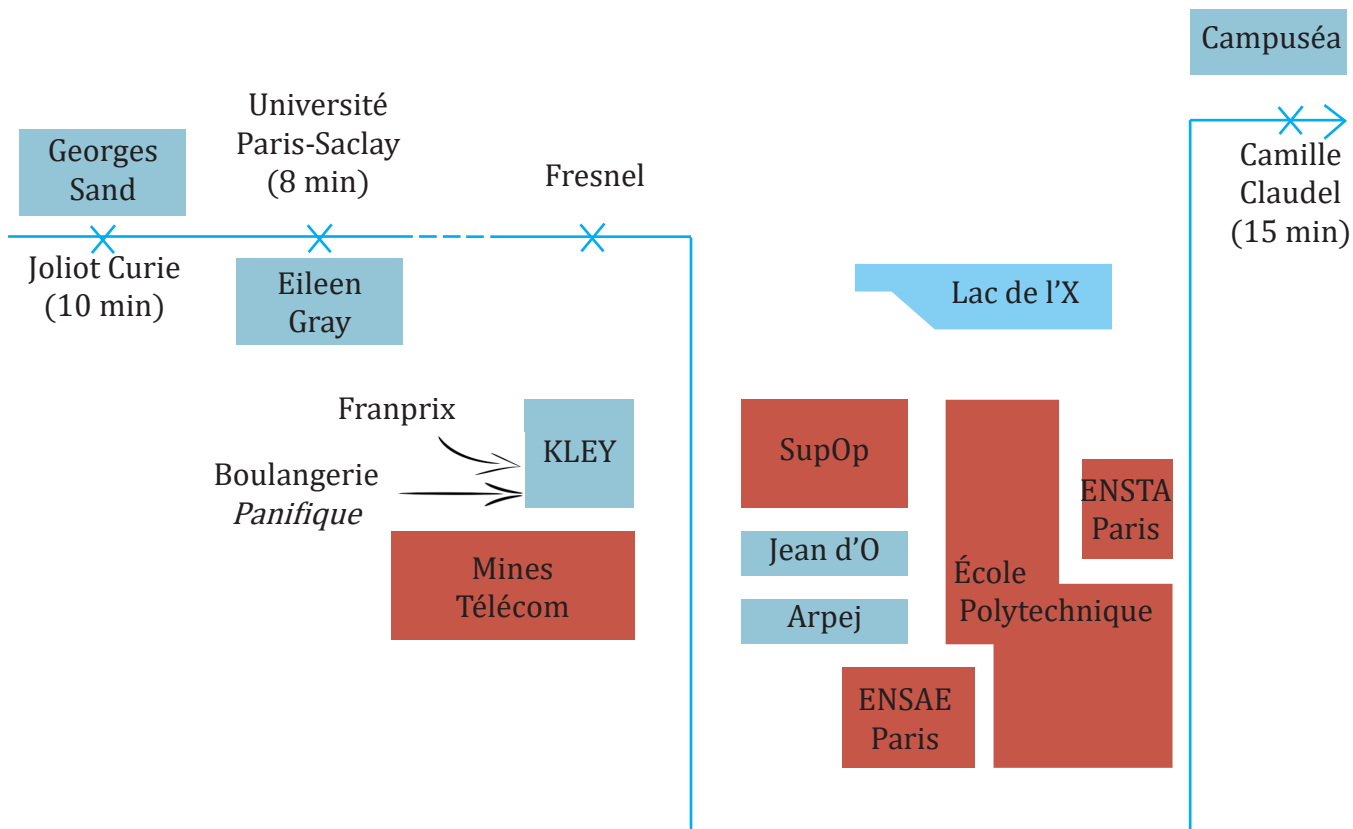 Campuséa
Université
Paris-Saclay
(8 min)
Georges
Sand
Fresnel
Camille
Claudel
(15 min)
Joliot Curie
(10 min)
Eileen
Gray
Lac de l’X
Franprix
KLEY
Boulangerie
Panifique
SupOp
ENSTA
Paris
Mines
Télécom
Jean d’O
Arpej
École
Polytechnique
ENSAE
Paris